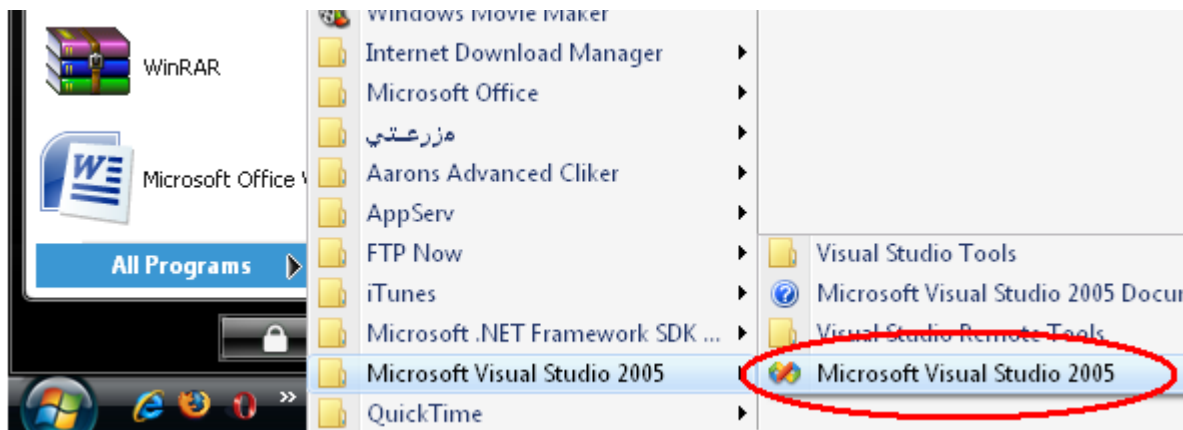 WinRAR
Microsoft Office
All Programs
Windows Movie Maker
Internet Download Manager
Microsoft Office
مزرعـتي
Aarons Advanced Cliker
AppServ
FTP Now
iTunes
Microsoft .NET Framework SDK ...
Microsoft Visual Studio 2005
QuickTime
Visual Studio Tools
Microsoft Visual Studio 2005 Docu
Visual Studio Remote Tools
Microsoft Visual Studio 2005